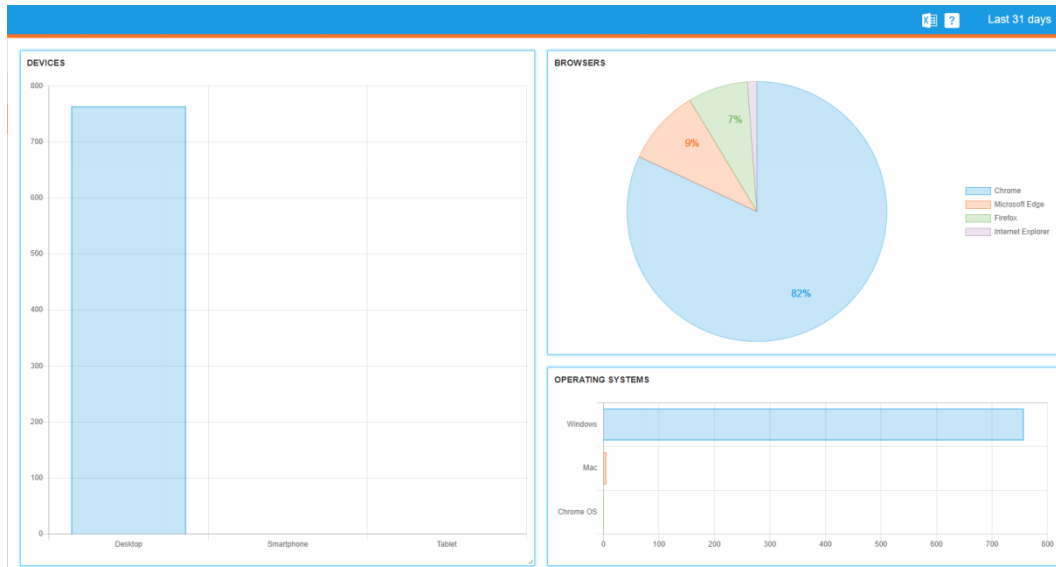 Last 31 days
DEVICES
800
700
600
500
400
300
200
100
0
Desktop Smartphone Tablet
BROWSERS
7%
9%
82%
Chrome
Microsoft Edge
Firefox
Internet Explorer
OPERATING SYSTEMS
Windows
Mac
Chrome OS
0 100 200 300 400 500 600 700 800